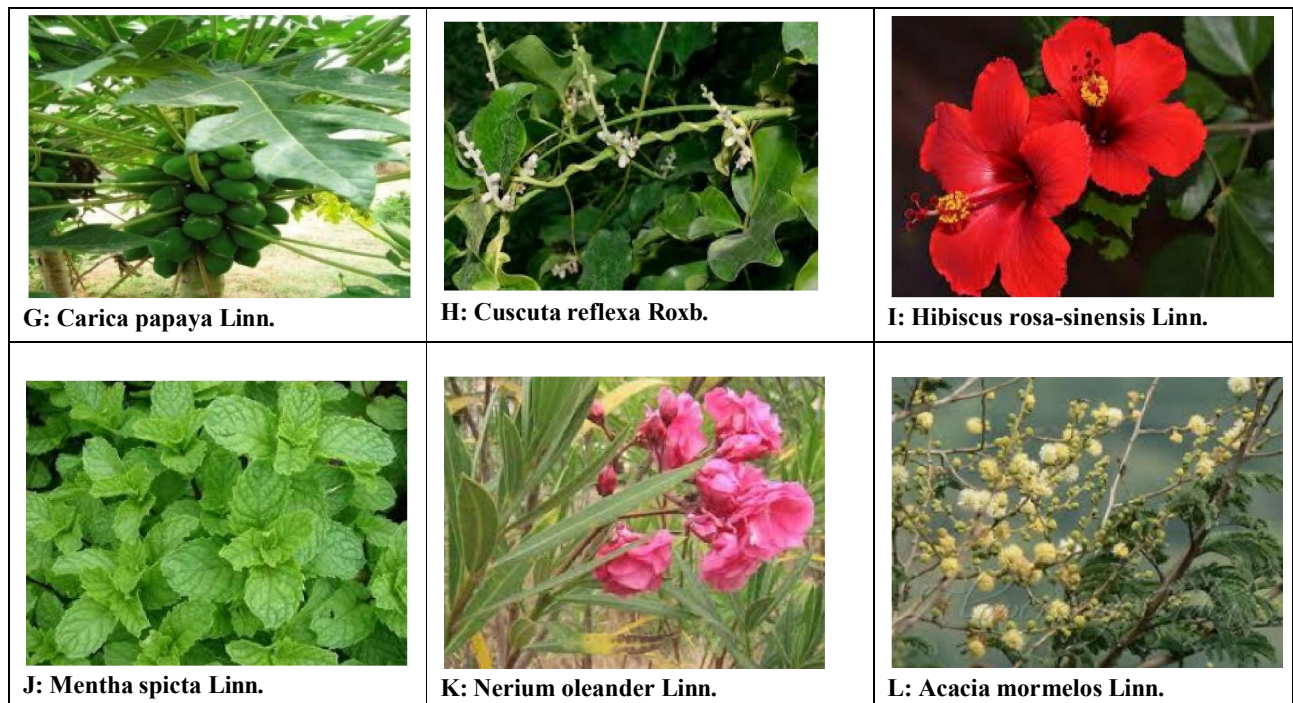 G: Carica papaya Linn.
H: Cuscuta reflexa Roxb.
I: Hibiscus rosa-sinensis Linn.
J: Mentha spicta Linn.
K: Nerium oleander Linn.
L: Acacia mormelos Linn.